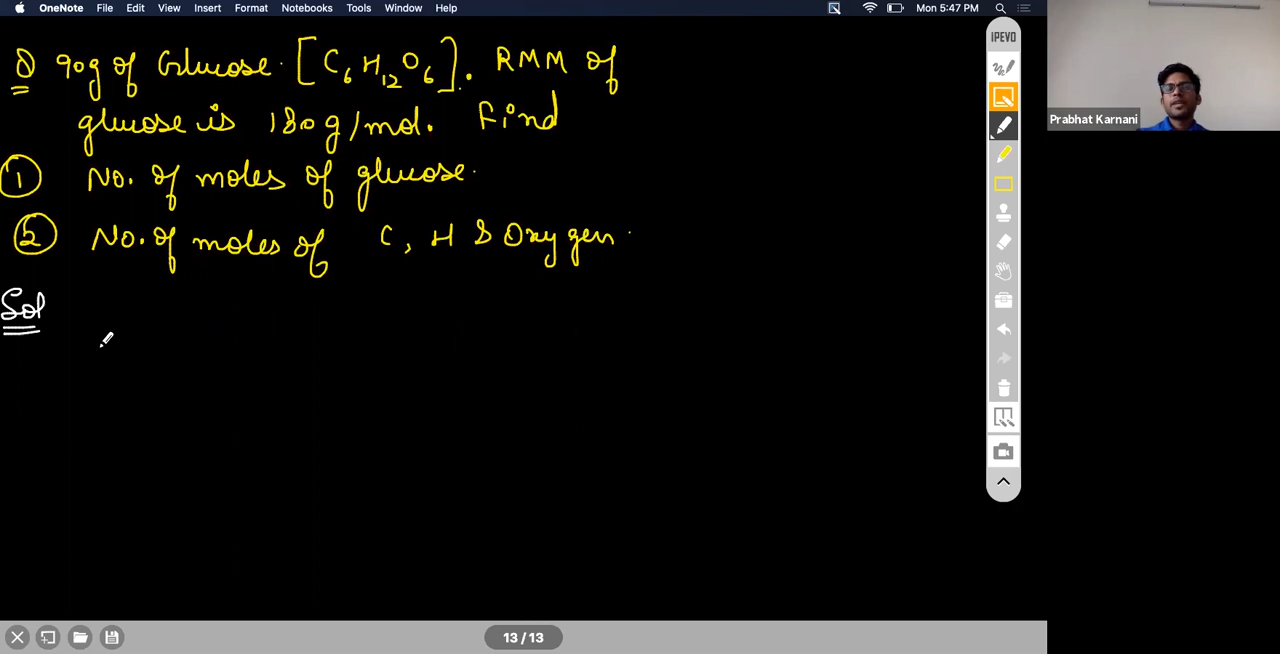 OneNote File Edit View Insert Format Notebooks Tools Window Help Mon 5:47 PM
IPEVO
Prabhat Karnani
Q 90g of Glucose. [C6H12O6]. RMM of
glucose is 180g/mol. Find
① No. of moles of glucose.
② No. of moles of C, H & Oxygen.
Sol
13/13